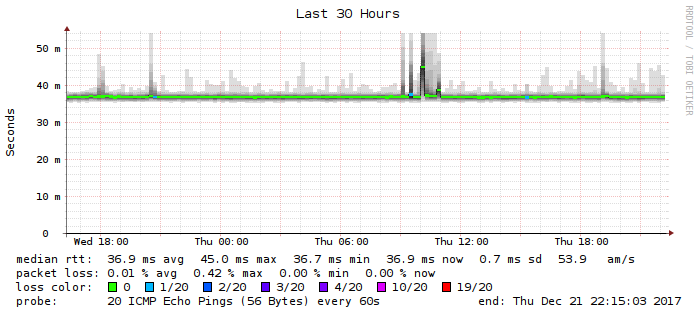 Last 30 Hours
RRDTOOL / TOBI OETIKER
Seconds
50 m
40 m
30 m
20 m
10 m
0
Wed 18:00 Thu 00:00 Thu 06:00 Thu 12:00 Thu 18:00
median rtt: 36.9 ms avg 45.0 ms max 36.7 ms min 36.9 ms now 0.7 ms sd 53.9 am/s
packet loss: 0.01 % avg 0.42 % max 0.00 % min 0.00 % now
loss color: 0 1/20 2/20 3/20 4/20 10/20 19/20
probe: 20 ICMP Echo Pings (56 Bytes) every 60s end: Thu Dec 21 22:15:03 2017